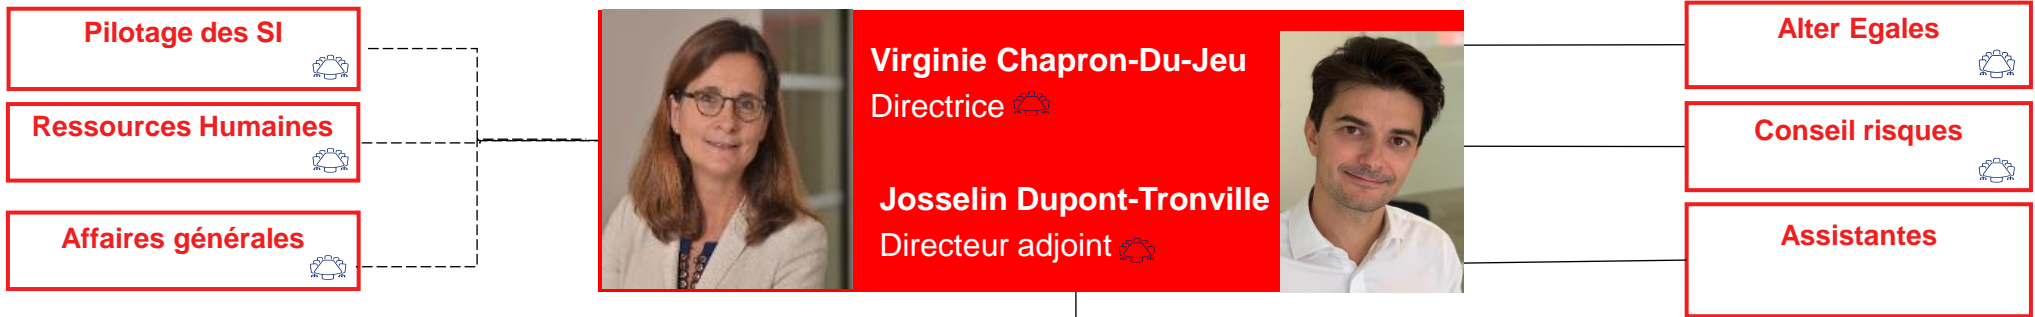 Pilotage des SI
Ressources Humaines
Affaires générales
Virginie Chapron-Du-Jeu
Directrice
Josselin Dupont-Tronville
Directeur adjoint
Alter Egales
Conseil risques
Assistantes